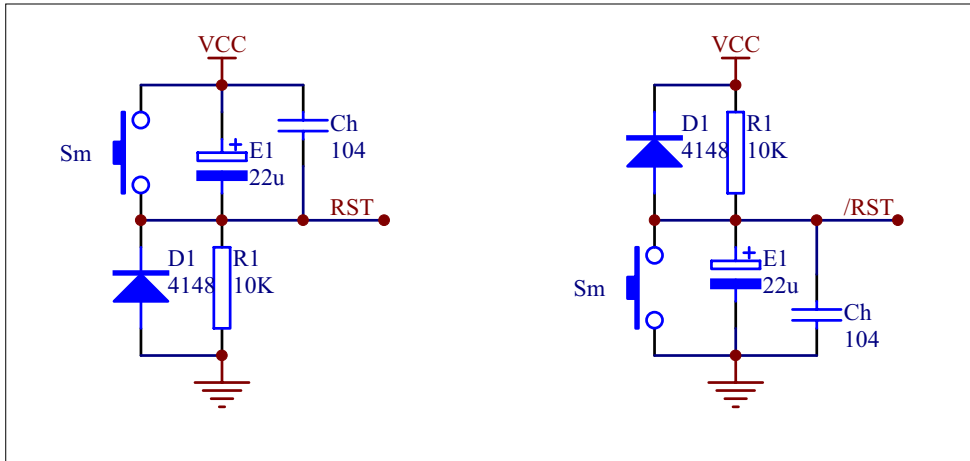 VCC
Ch
104
Sm
+
E1
22u
RST
D1
4148
R1
10K
VCC
D1
4148
R1
10K
/RST
Sm
+
E1
22u
Ch
104